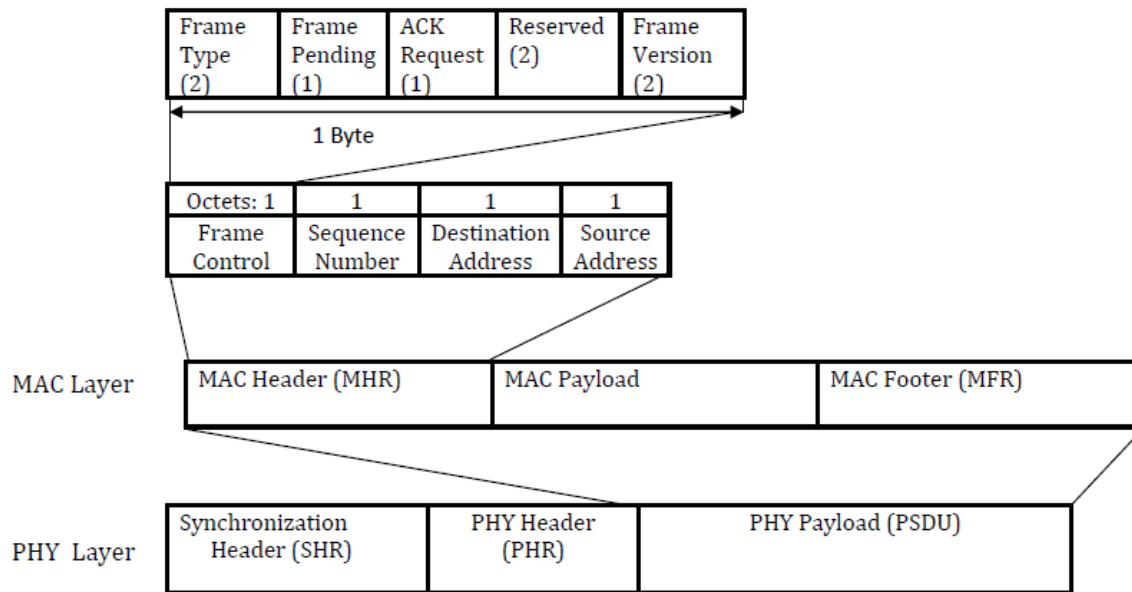 Frame Type (2)
Frame Pending (1)
ACK Request (1)
Reserved (2)
Frame Version (2)
1 Byte
Octets: 1
1
1
1
Frame Control
Sequence Number
Destination Address
Source Address
MAC Layer
MAC Header (MHR)
MAC Payload
MAC Footer (MFR)
PHY Layer
Synchronization Header (SHR)
PHY Header (PHR)
PHY Payload (PSDU)